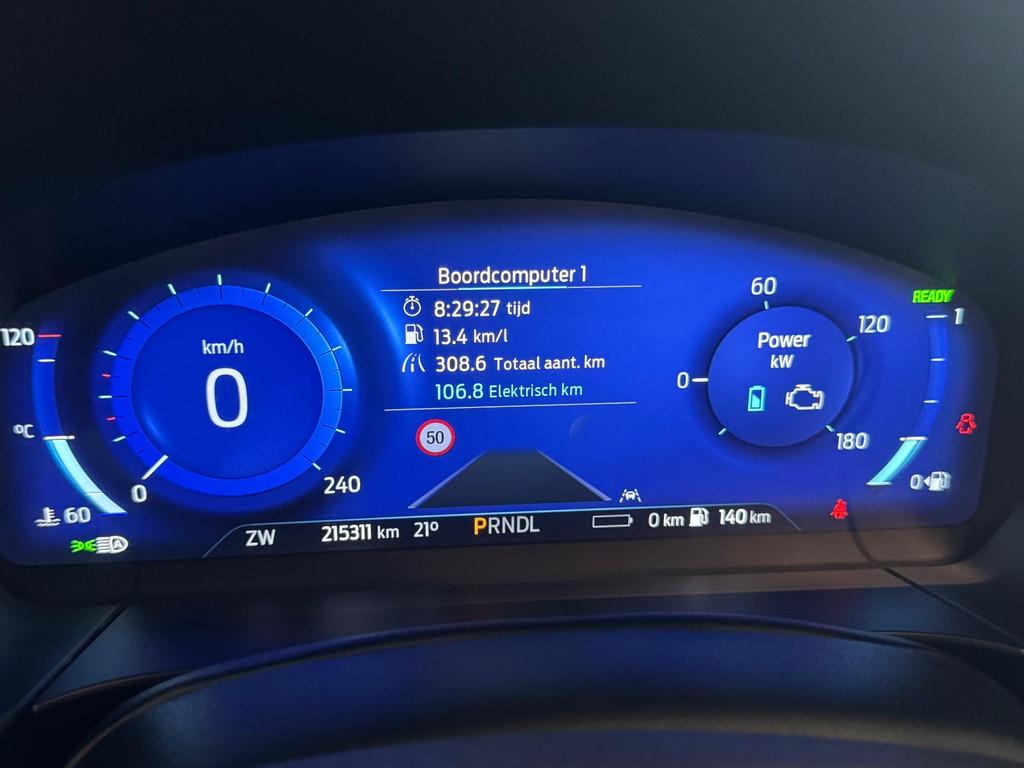 Boordcomputer 1
8:29:27 tijd
13.4 km/l
308.6 Totaal aant. km
106.8 Elektrisch km
120
°C
60
km/h
0
0
240
50
60
120
Power
kW
0
180
READY
1
0
A
ZW 215311 km 21° PRNDL 0 km 140 km